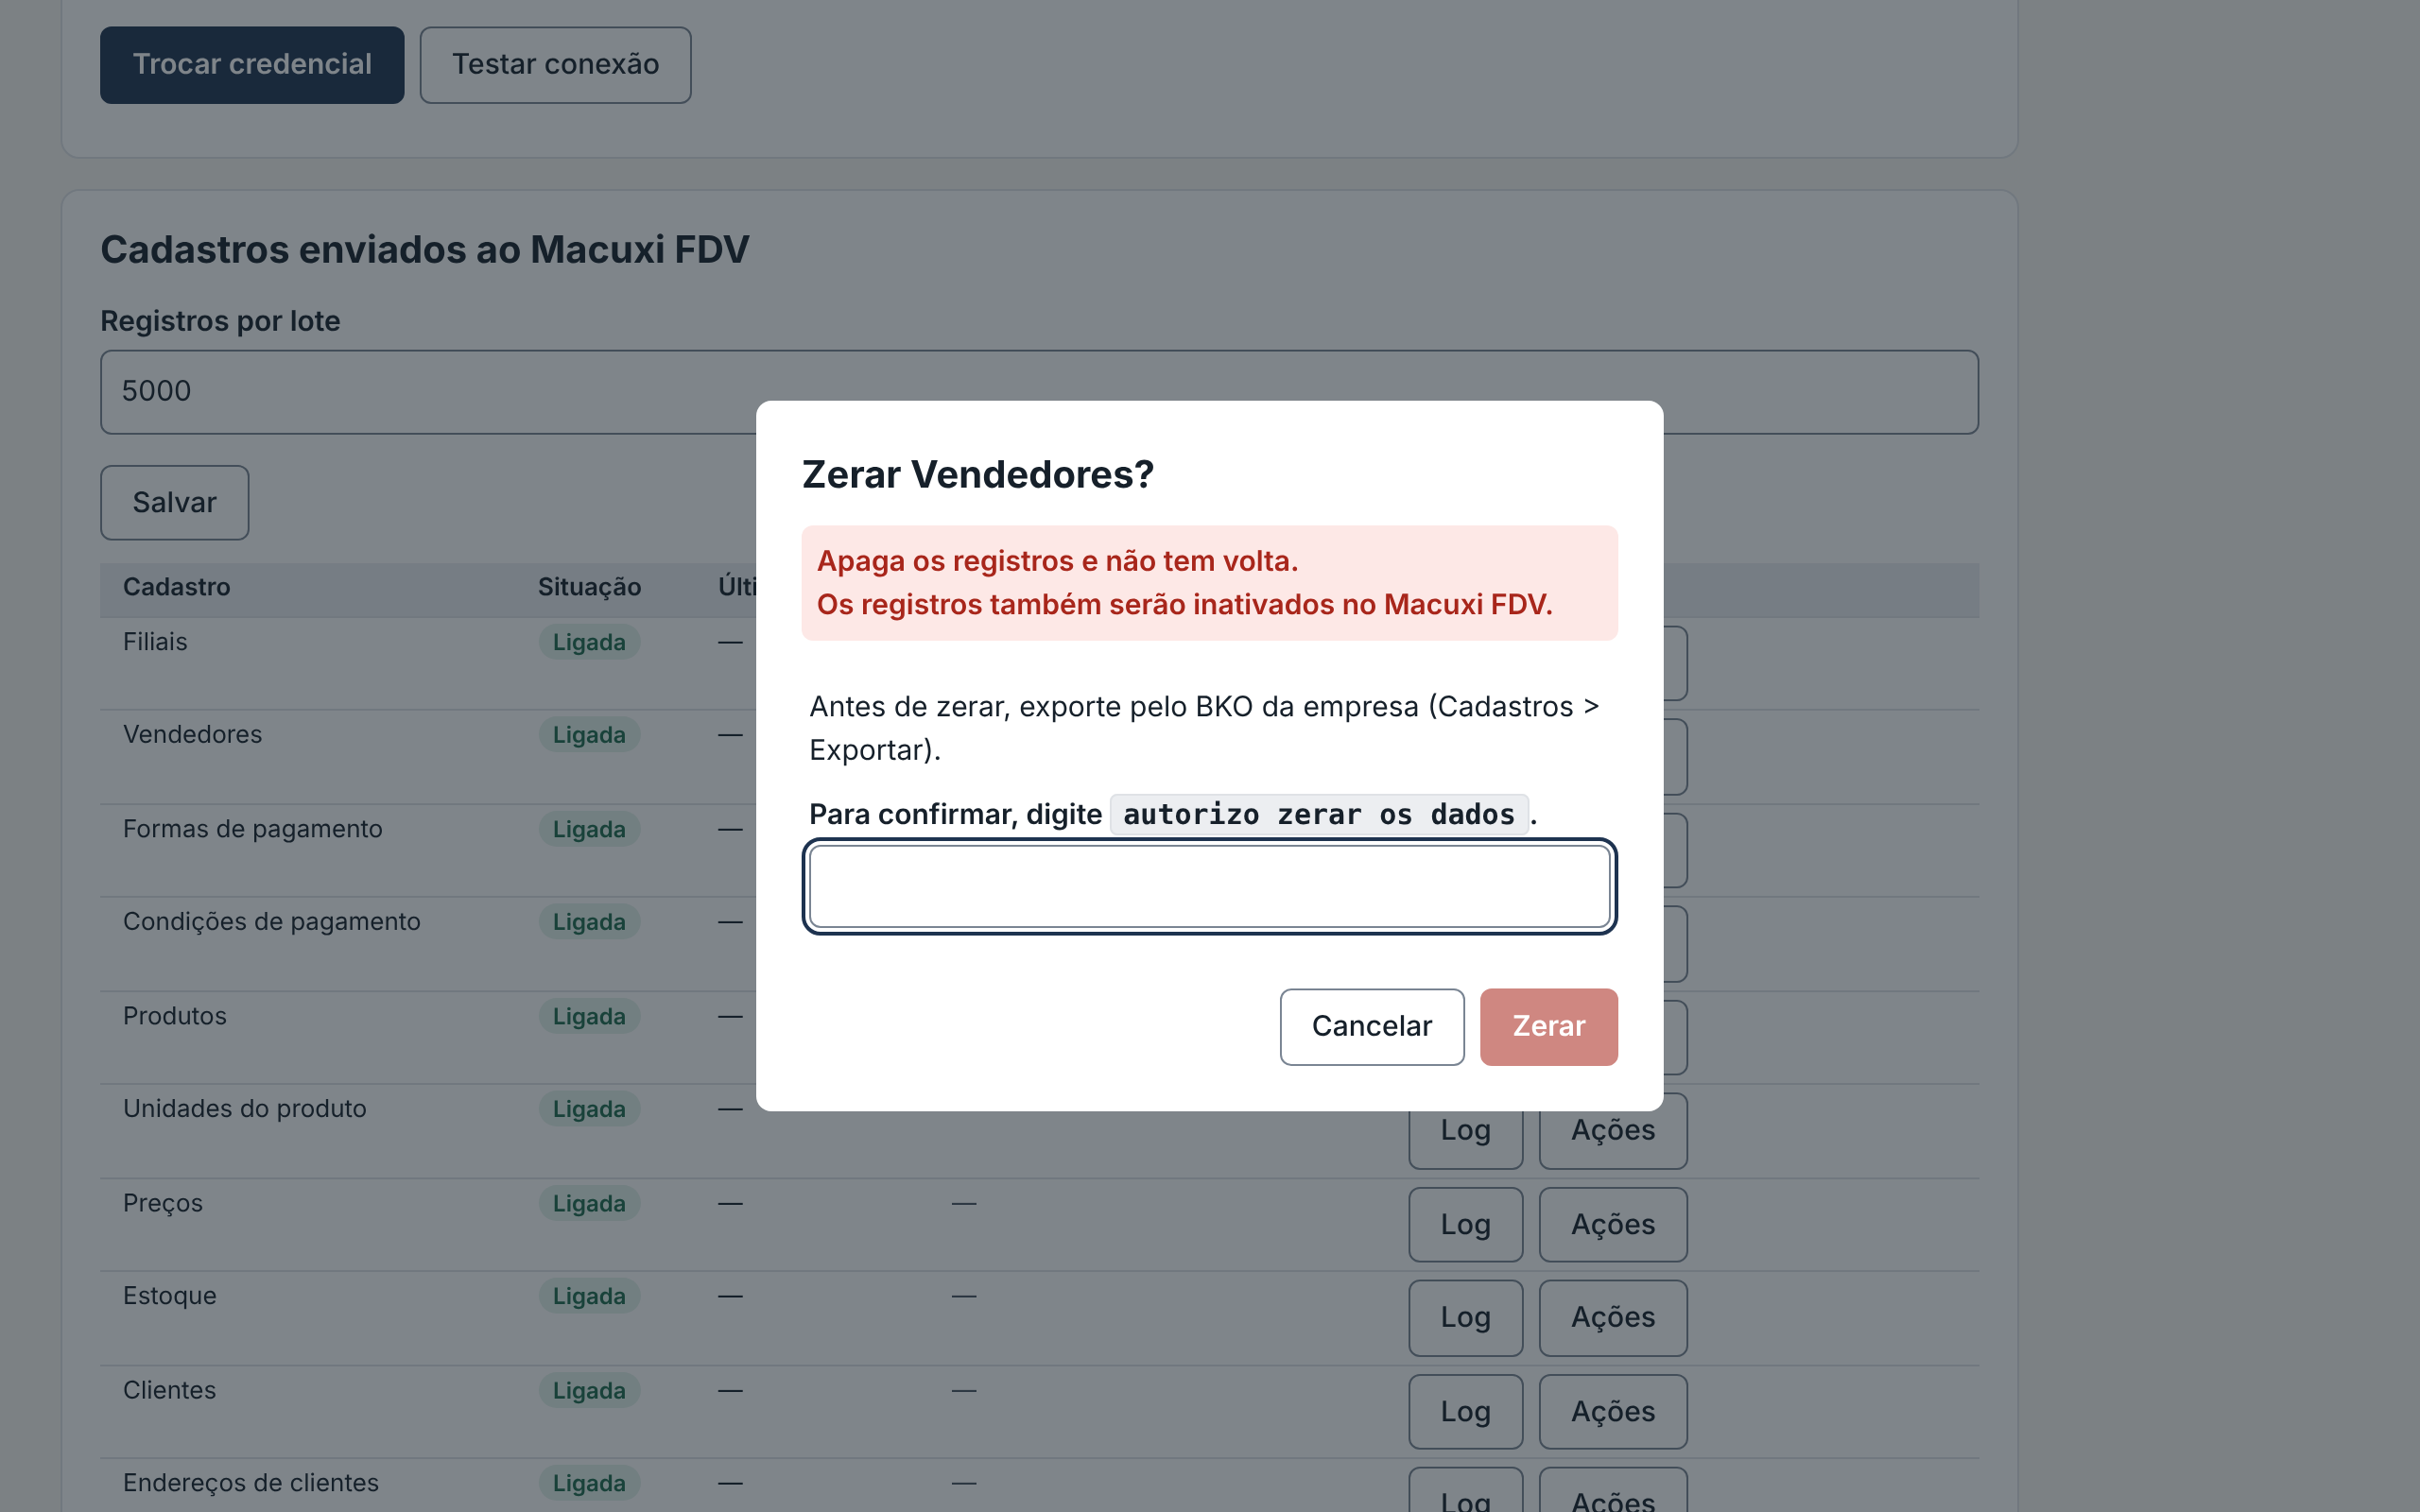 Trocar credencial
Testar conexão
Cadastros enviados ao Macuxi FDV
Registros por lote
5000
Salvar
Cadastro Situação
Filiais Ligada —
Vendedores Ligada —
Formas de pagamento Ligada —
Condições de pagamento Ligada —
Produtos Ligada —
Unidades do produto Ligada — Log Ações
Preços Ligada — — Log Ações
Estoque Ligada — — Log Ações
Clientes Ligada — — Log Ações
Endereços de clientes Ligada — — Log Ações
Zerar Vendedores?
Apaga os registros e não tem volta.
Os registros também serão inativados no Macuxi FDV.
Antes de zerar, exporte pelo BKO da empresa (Cadastros >
Exportar).
Para confirmar, digite autorizo zerar os dados.
Cancelar
Zerar